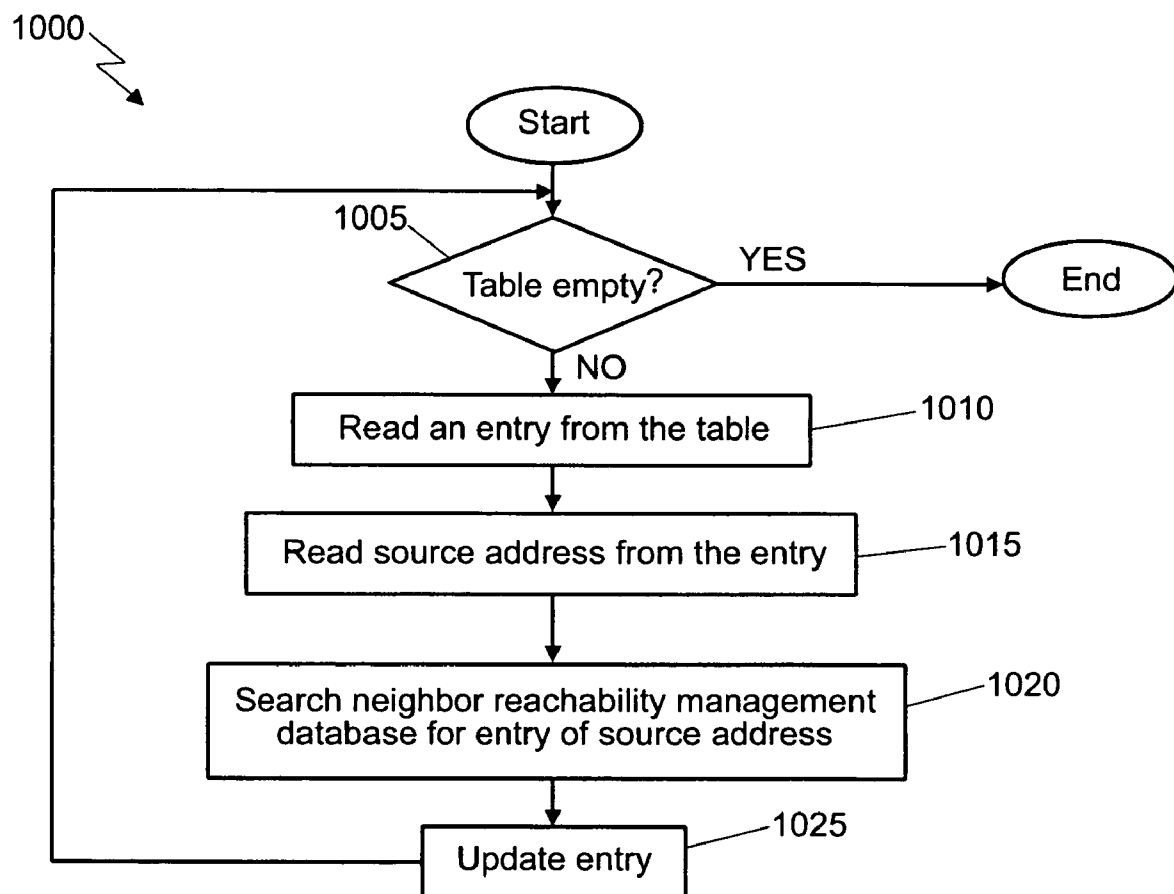 1000
Start
1005
Table empty?
YES
End
NO
Read an entry from the table
1010
Read source address from the entry
1015
Search neighbor reachability management
database for entry of source address
1020
Update entry
1025